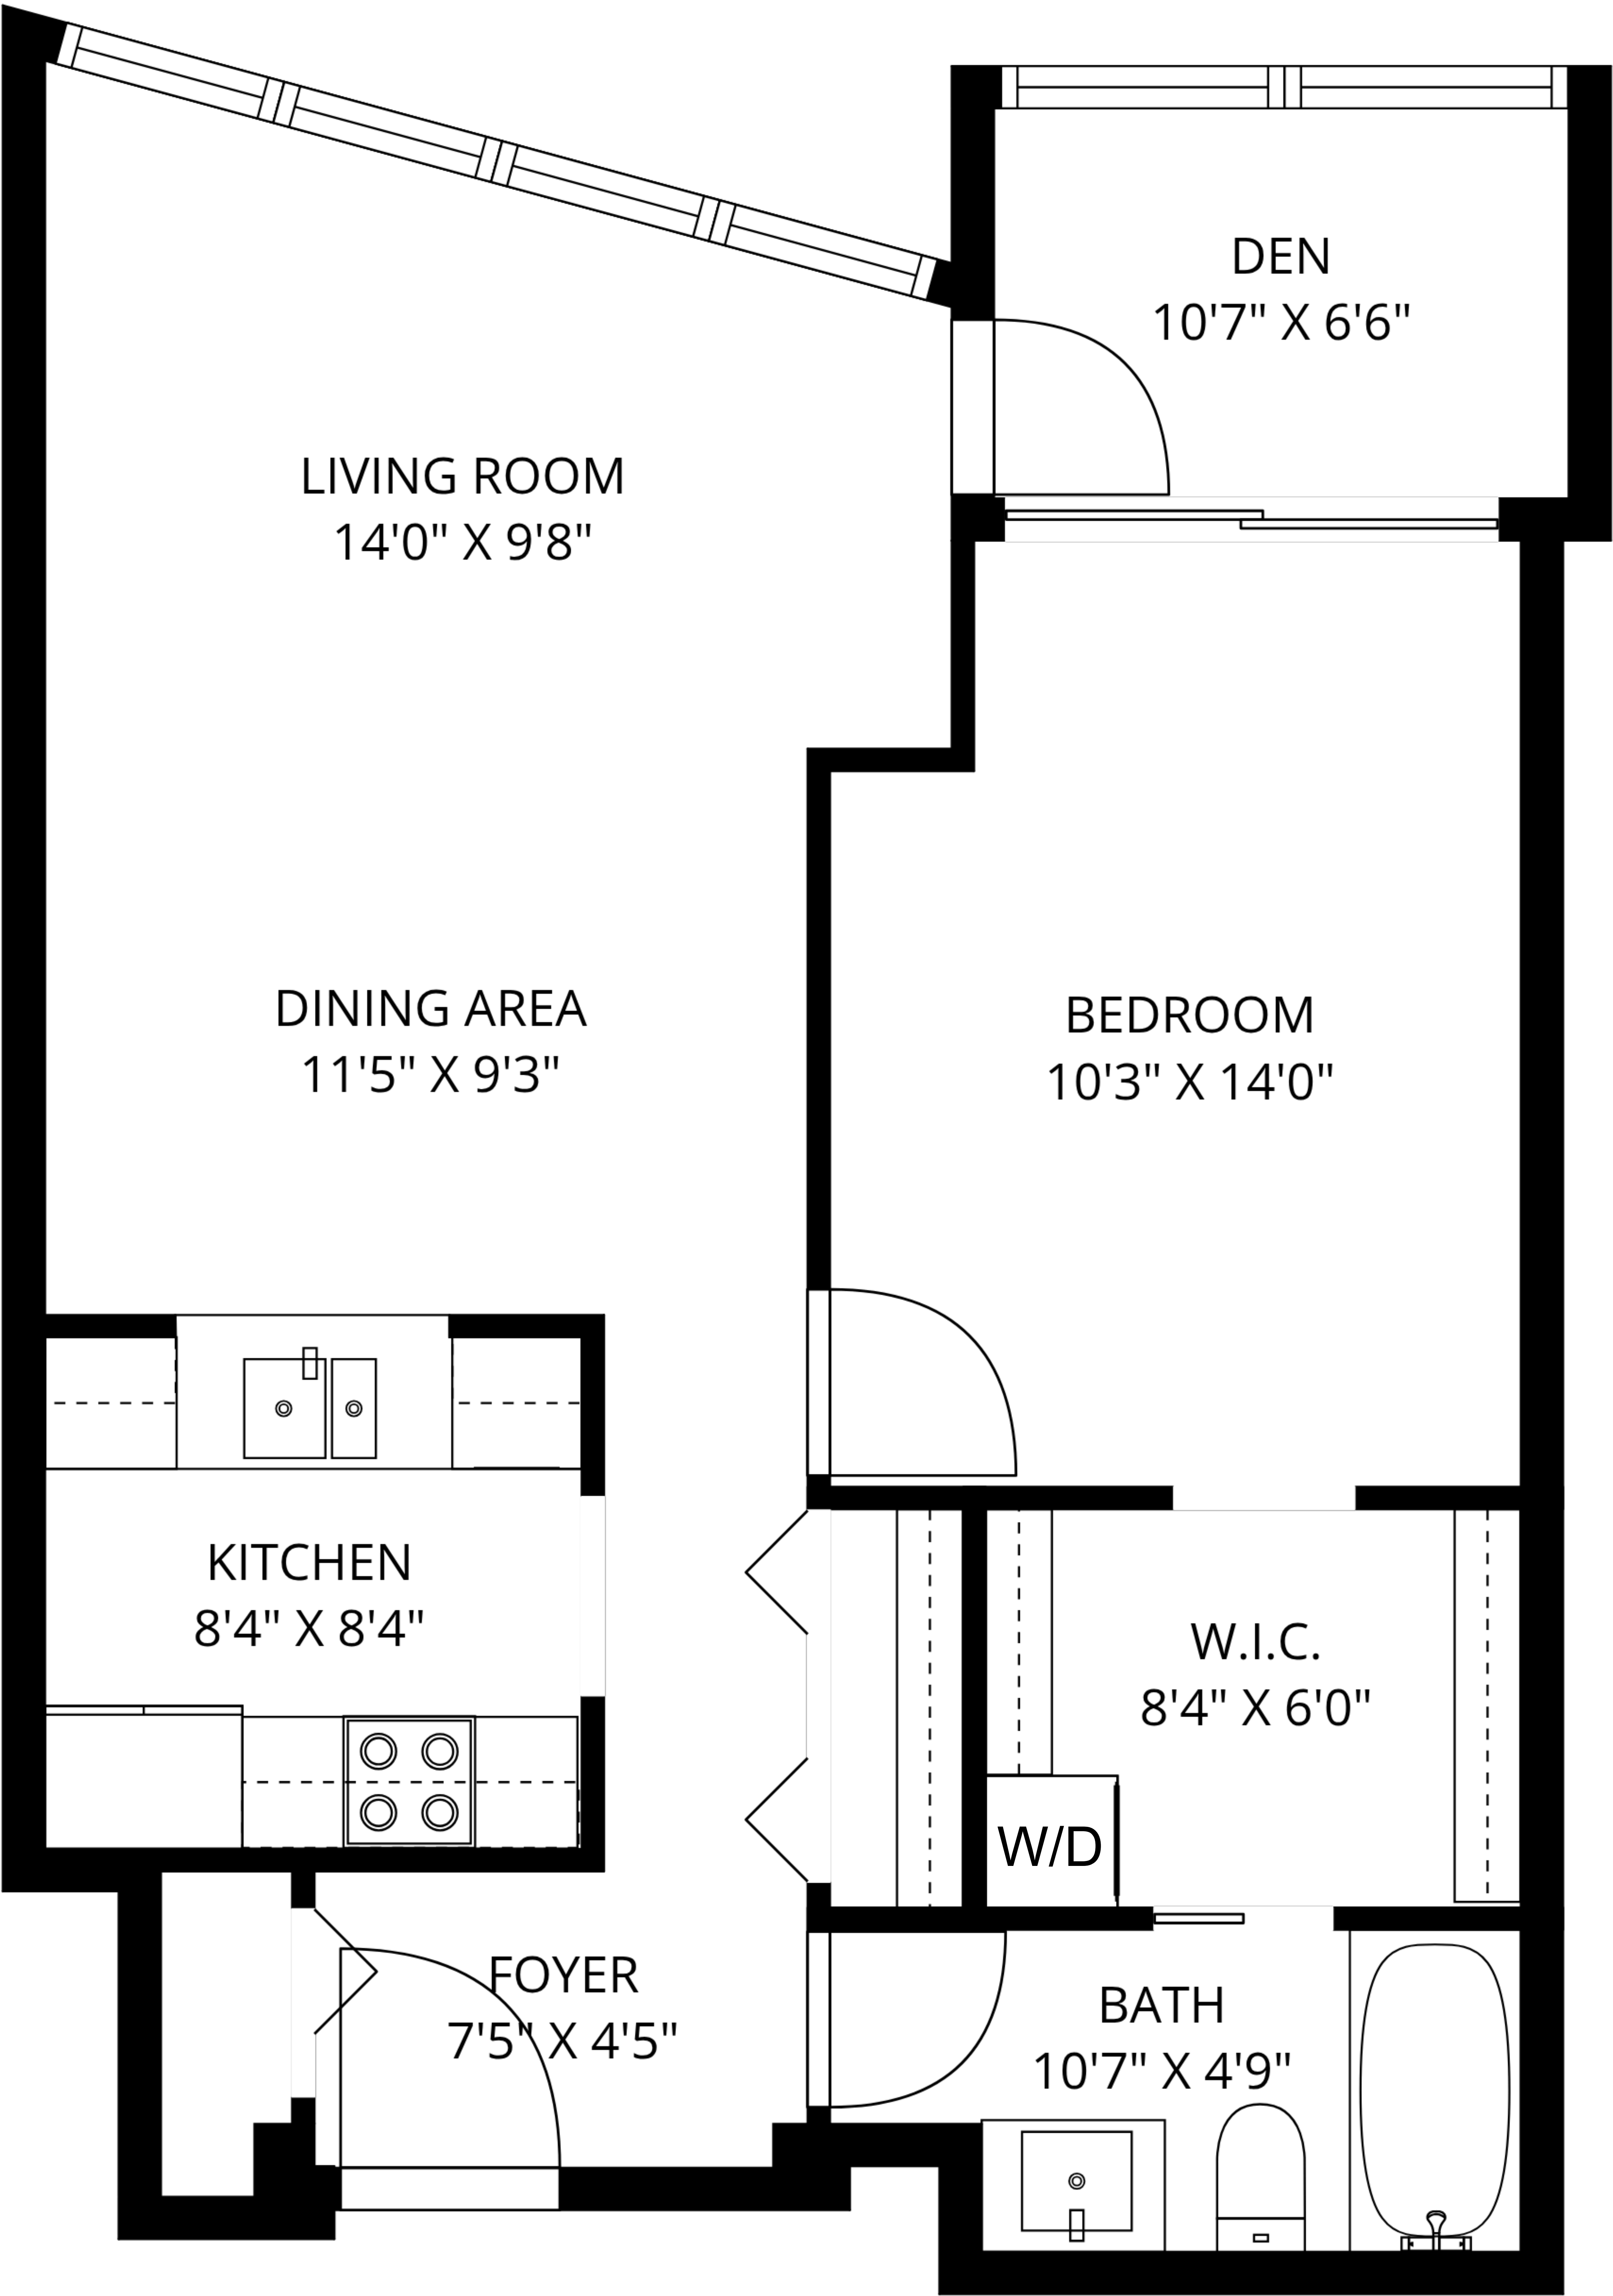 DEN
10'7" X 6'6"
LIVING ROOM
14'0" X 9'8"
DINING AREA
11'5" X 9'3"
BEDROOM
10'3" X 14'0"
KITCHEN
8'4" X 8'4"
W.I.C.
8'4" X 6'0"
W/D
FOYER
7'5" X 4'5"
BATH
10'7" X 4'9"